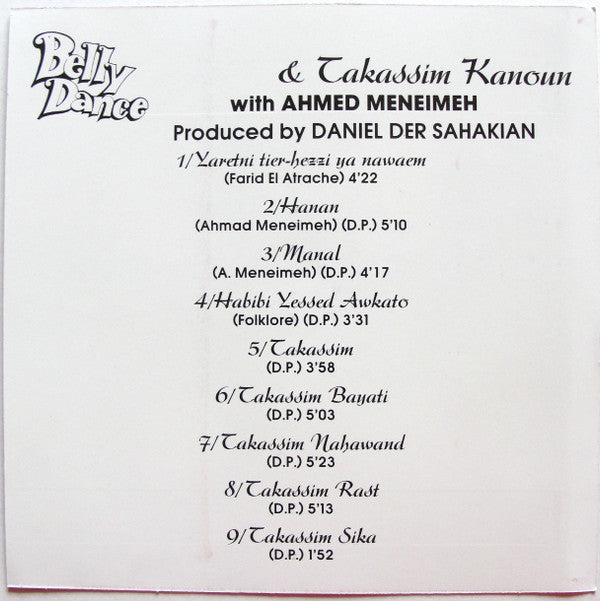 Belly
Dance
& Takassim Kanoun
with AHMED MENEIMEH
Produced by DANIEL DER SAHAKIAN
1/Yaretni tier-hezzi ya nawaem
(Farid El Atrache) 4'22
2/Hanan
(Ahmad Meneimeh) (D.P.) 5'10
3/Manal
(A. Meneimeh) (D.P.) 4'17
4/Habibi Yessed Awkato
(Folklore) (D.P.) 3'31
5/Takassim
(D.P.) 3'58
6/Takassim Bayati
(D.P.) 5'03
7/Takassim Nahawand
(D.P.) 5'23
8/Takassim Rast
(D.P.) 5'13
9/Takassim Sika
(D.P.) 1'52